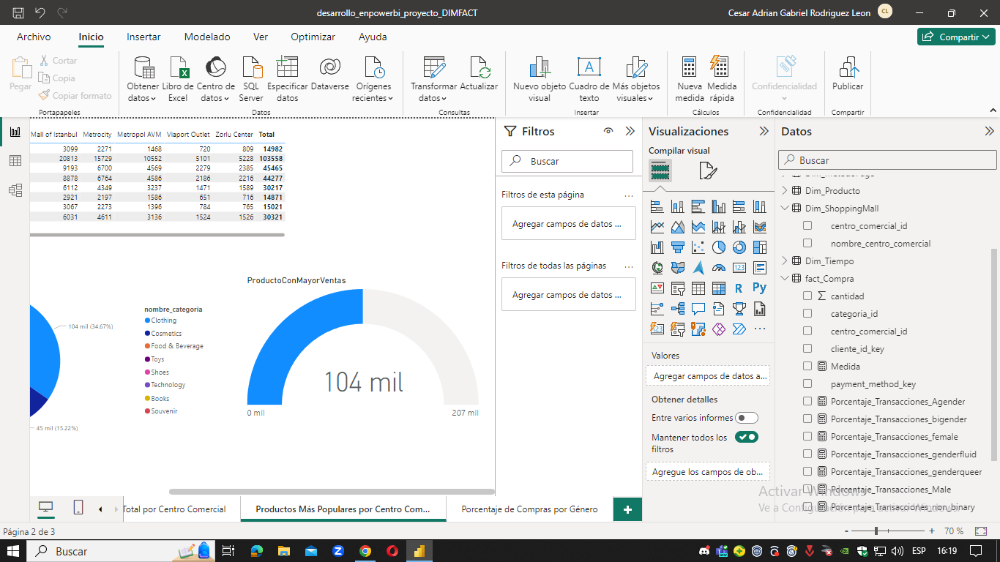 desarrollo_enpowerbi_proyecto_DIMFACT
Cesar Adrian Gabriel Rodriguez Leon
CL
Archivo
Inicio
Insertar
Modelado
Ver
Optimizar
Ayuda
Compartir
Pegar
Cortar
Copia
Copiar formato
Portapapeles
Obtener datos
Libro de Excel
Centro de datos
SQL Server
Especificar datos
Dataverse
Orígenes recientes
Datos
Transformar datos
Actualizar
Consultas
Nuevo objeto visual
Cuadro de texto
Más objetos visuales
Insertar
Nueva medida
Medida rápida
Cálculos
Confidencialidad
Confidencialidad
Publicar
Compartir
Mall of Istanbul Metrocity Metropol AVM Viaport Outlet Zorlu Center Total
3099 2271 1468 720 809 14982
20813 15729 10552 5101 5228 103558
9193 6700 4569 2279 2385 45465
8878 6764 4586 2186 2216 44277
6112 4349 3237 1471 1589 30217
2921 2197 1586 651 716 14871
3067 2273 1396 784 765 15021
6031 4611 3136 1524 1526 30321
104 mil (34.67%)
45 mil (15.22%)
nombre_categoria
Clothing
Cosmetics
Food & Beverage
Toys
Shoes
Technology
Books
Souvenir
ProductoConMayorVentas
104 mil
0 mil
207 mil
Filtros
Buscar
Filtros de esta página
...
Agregar campos de datos ...
Filtros de todas las páginas
...
Agregar campos de datos ...
Visualizaciones
Compilar visual
123
R
Py
123
...
Valores
Agregar campos de datos a...
Obtener detalles
Entre varios informes
Mantener todos los
filtros
Agregue los campos de ob...
Datos
Buscar
Dim_Producto
Dim_ShoppingMall
centro_comercial_id
nombre_centro_comercial
Dim_Tiempo
fact_Compra
cantidad
categoria_id
centro_comercial_id
cliente_id_key
Medida
payment_method_key
Porcentaje_Transacciones_Agender
Porcentaje_Transacciones_bigender
Porcentaje_Transacciones_female
Porcentaje_Transacciones_genderfluid
Porcentaje_Transacciones_genderqueer
Porcentaje_Transacciones_Male
Porcentaje_Transacciones_non_binary
Activar Windows
Total por Centro Comercial
Productos Más Populares por Centro Com...
Porcentaje de Compras por Género
+
Página 2 de 3
- + 70 %
Buscar
ESP
16:19